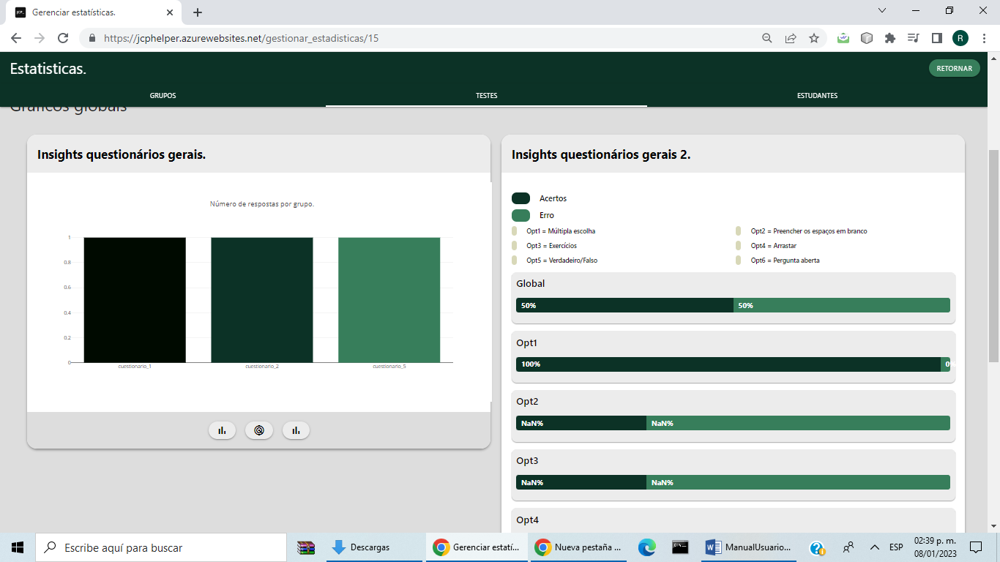 Gerenciar estatísticas.
https://jcphelper.azurewebsites.net/gestionar_estadisticas/15
R
Estatisticas.
RETORNAR
GRUPOS
TESTES
ESTUDANTES
Gráficos globais
Insights questionários gerais.
Número de respostas por grupo.
1
0.8
0.6
0.4
0.2
0
cuestionario_1
cuestionario_2
cuestionario_5
Insights questionários gerais 2.
Acertos
Erro
Opt1 = Múltipla escolha
Opt2 = Preencher os espaços em branco
Opt3 = Exercícios
Opt4 = Arrastar
Opt5 = Verdadeiro/Falso
Opt6 = Pergunta aberta
Global
50%
50%
Opt1
100%
0%
Opt2
NaN%
NaN%
Opt3
NaN%
NaN%
Opt4
Escribe aquí para buscar
Descargas
Gerenciar estatí...
Nueva pestaña ...
ManualUsuario...
ESP
02:39 p. m.
08/01/2023